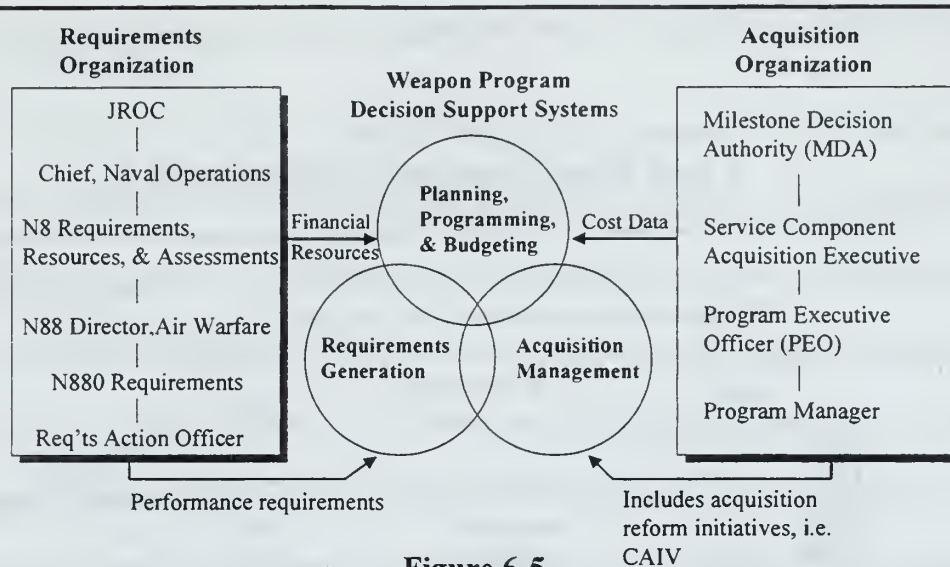 Requirements
Organization
JROC
Chief, Naval Operations
N8 Requirements,
Resources, & Assessments
N88 Director,Air Warfare
N880 Requirements
Req'ts Action Officer
Weapon Program
Decision Support Systems
Planning,
Programming,
& Budgeting
Financial
Resources
Cost Data
Requirements
Generation
Acquisition
Management
Acquisition
Organization
Milestone Decision
Authority (MDA)
Service Component
Acquisition Executive
Program Executive
Officer (PEO)
Program Manager
Performance requirements
Includes acquisition
reform initiatives, i.e.
CAIV
Figure 6-5